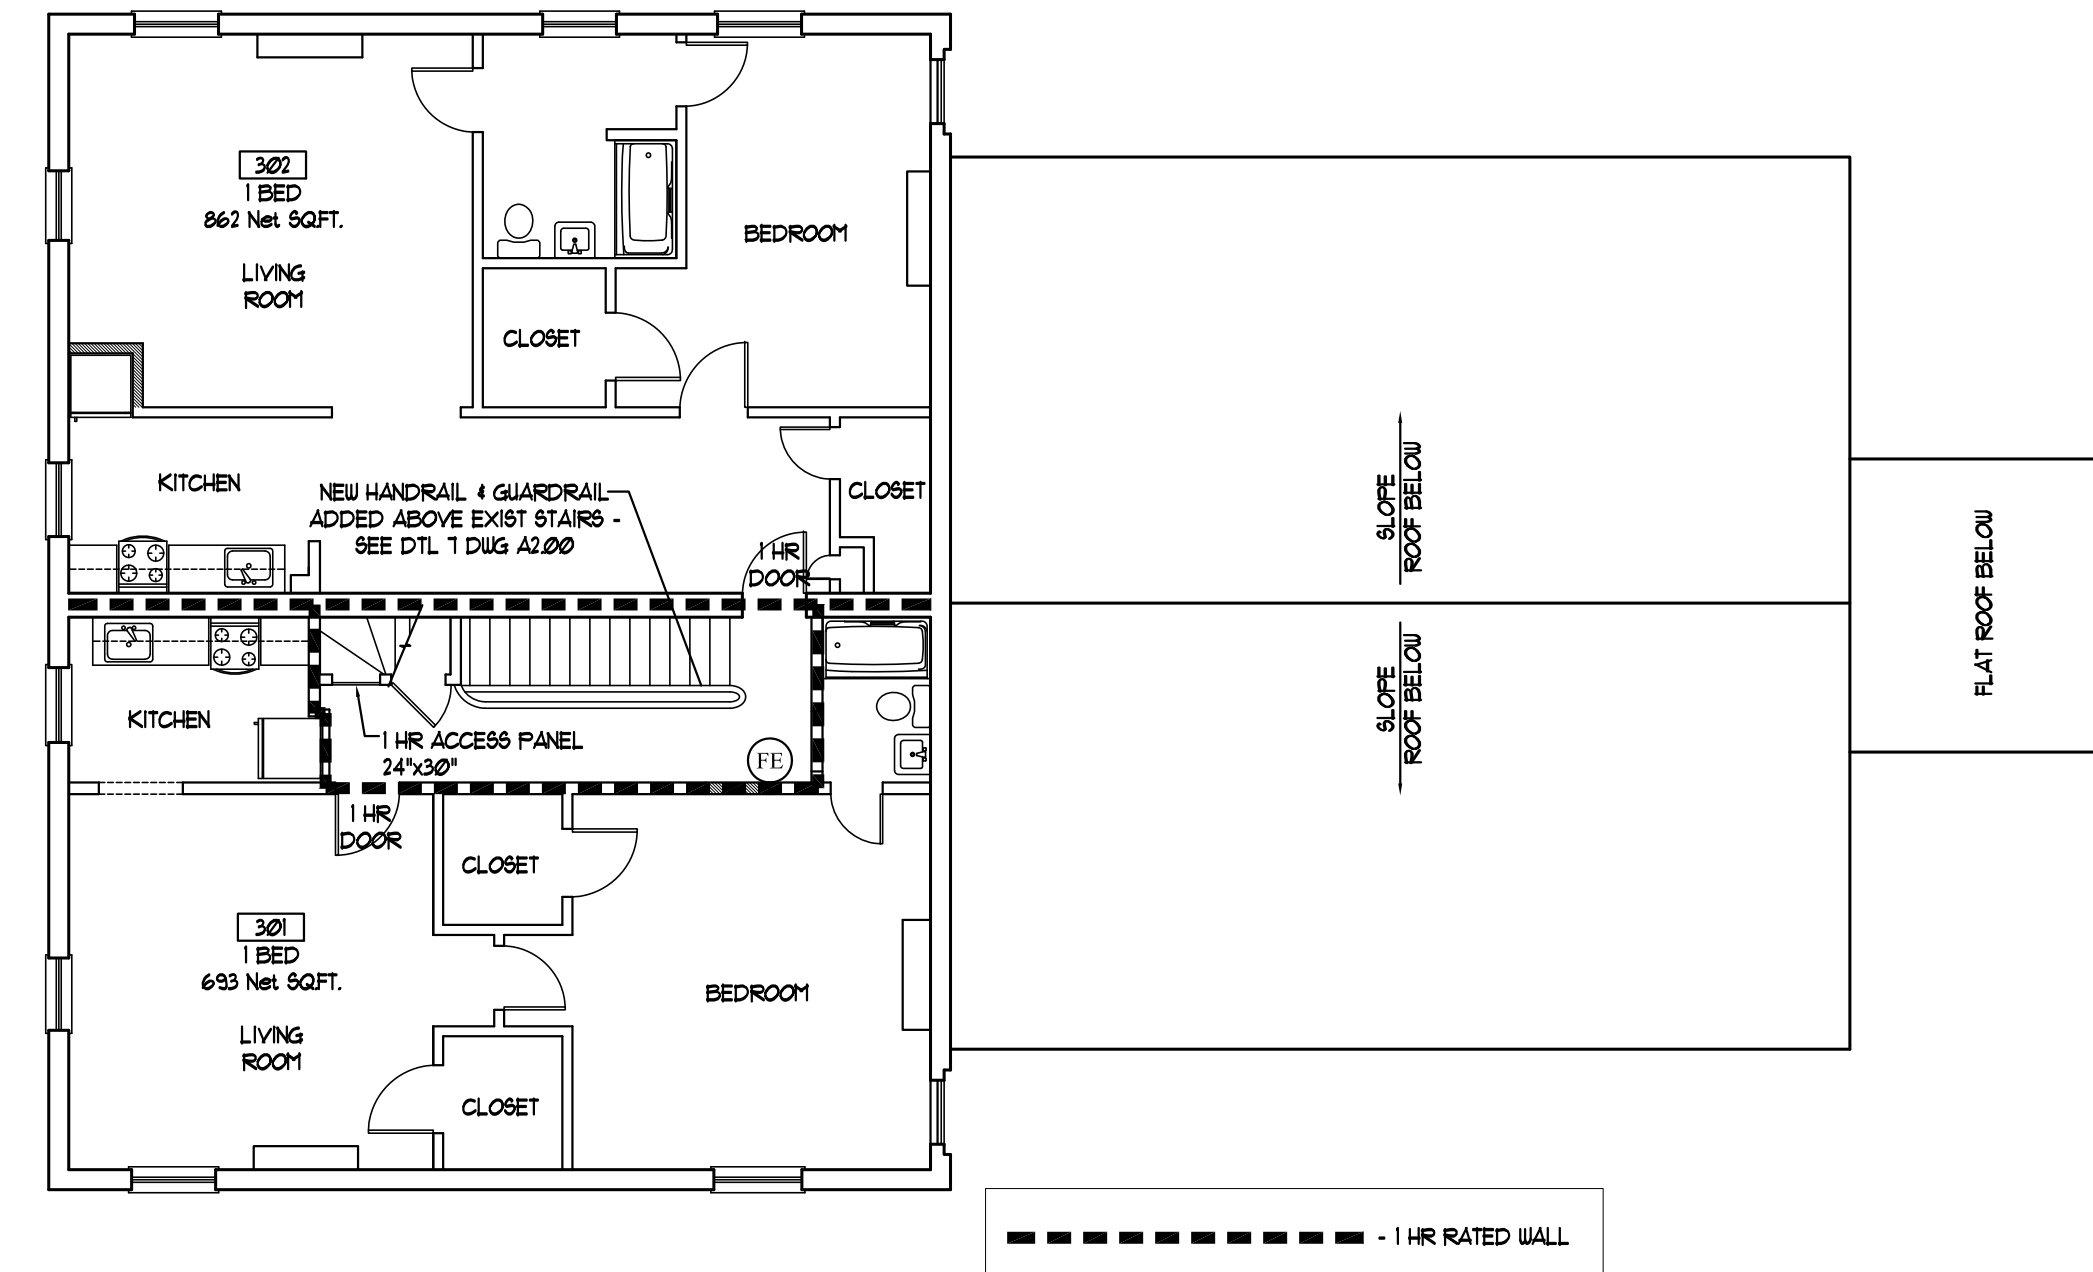 302
1 BED
862 Net SQ.FT.
LIVING
ROOM
BEDROOM
CLOSET
KITCHEN
NEW HANDRAIL & GUARDRAIL
ADDED ABOVE EXIST STAIRS -
SEE DTL 7 DWG A2.00
CLOSET
1 HR
DOOR
SLOPE
ROOF BELOW
FLAT ROOF BELOW
SLOPE
ROOF BELOW
KITCHEN
1 HR ACCESS PANEL
24"x30"
FE
1 HR
DOOR
CLOSET
301
1 BED
693 Net SQ.FT.
LIVING
ROOM
BEDROOM
CLOSET
- 1 HR RATED WALL